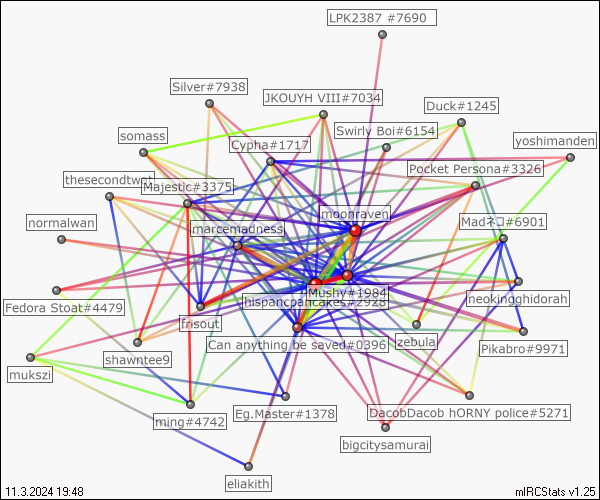 LPK2387 #7690
Silver#7938
JKOUYH VIII#7034
Duck#1245
somass
Cypha#1717
Swirly Boi#6154
yoshimanden
Pocket Persona#3326
thesecondtwat
Majestic#3375
moonraven
normalwan
marcemadness
Madネコ#6901
Mushy#1984
neokingghidorah
Fedora Stoat#4479
frisout
hispancpancakes#2928
shawntee9
Can anything be saved#0396
zebula
Pikabro#9971
mukszi
ming#4742
Eg.Master#1378
DacobDacob hORNY police#5271
bigcitysamurai
eliakith
11.3.2024 19:48
mIRCStats v1.25